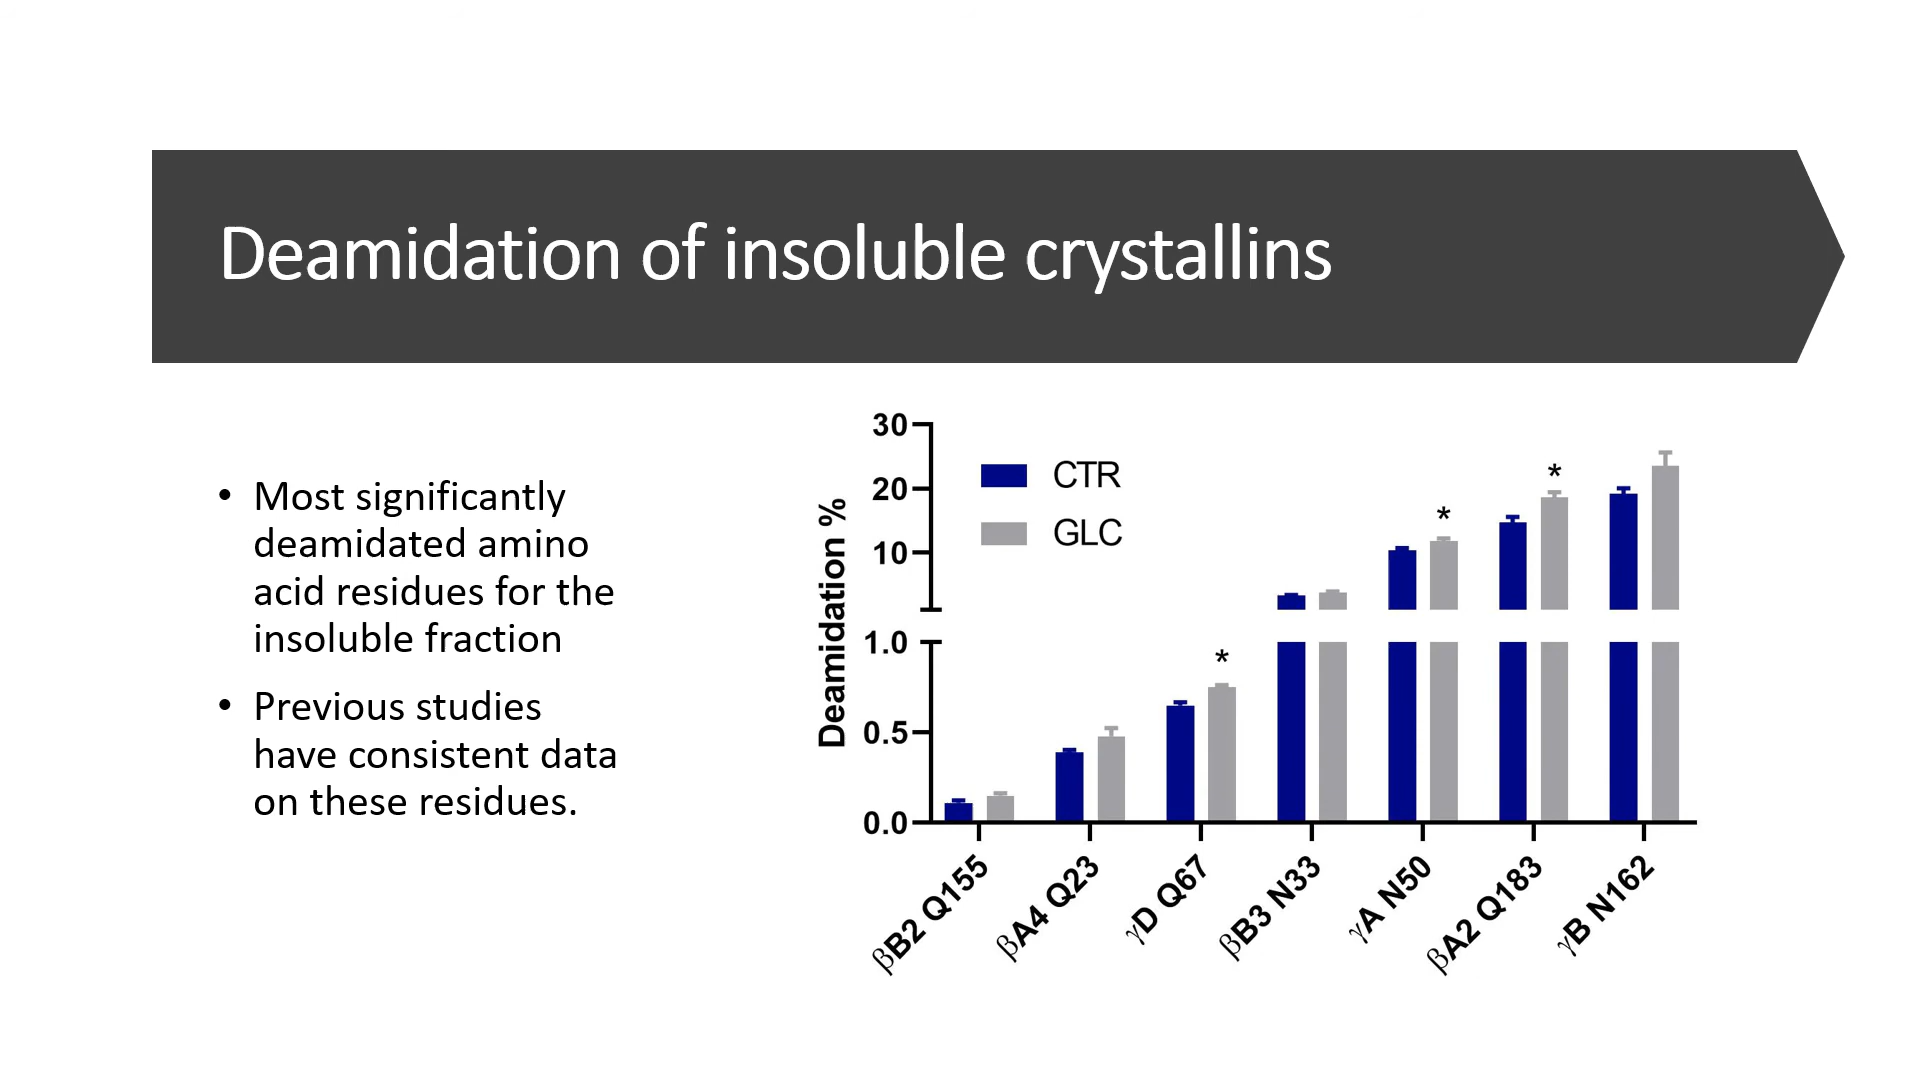 Deamidation of insoluble crystallins
• Most significantly
deamidated amino
acid residues for the
insoluble fraction
• Previous studies
have consistent data
on these residues.
Deamidation %
30
20
10
1.0
0.5
0.0
CTR
GLC
*
*
*
βB2 Q155
βA4 Q23
γD Q67
βB3 N33
γA N50
βA2 Q183
γB N162